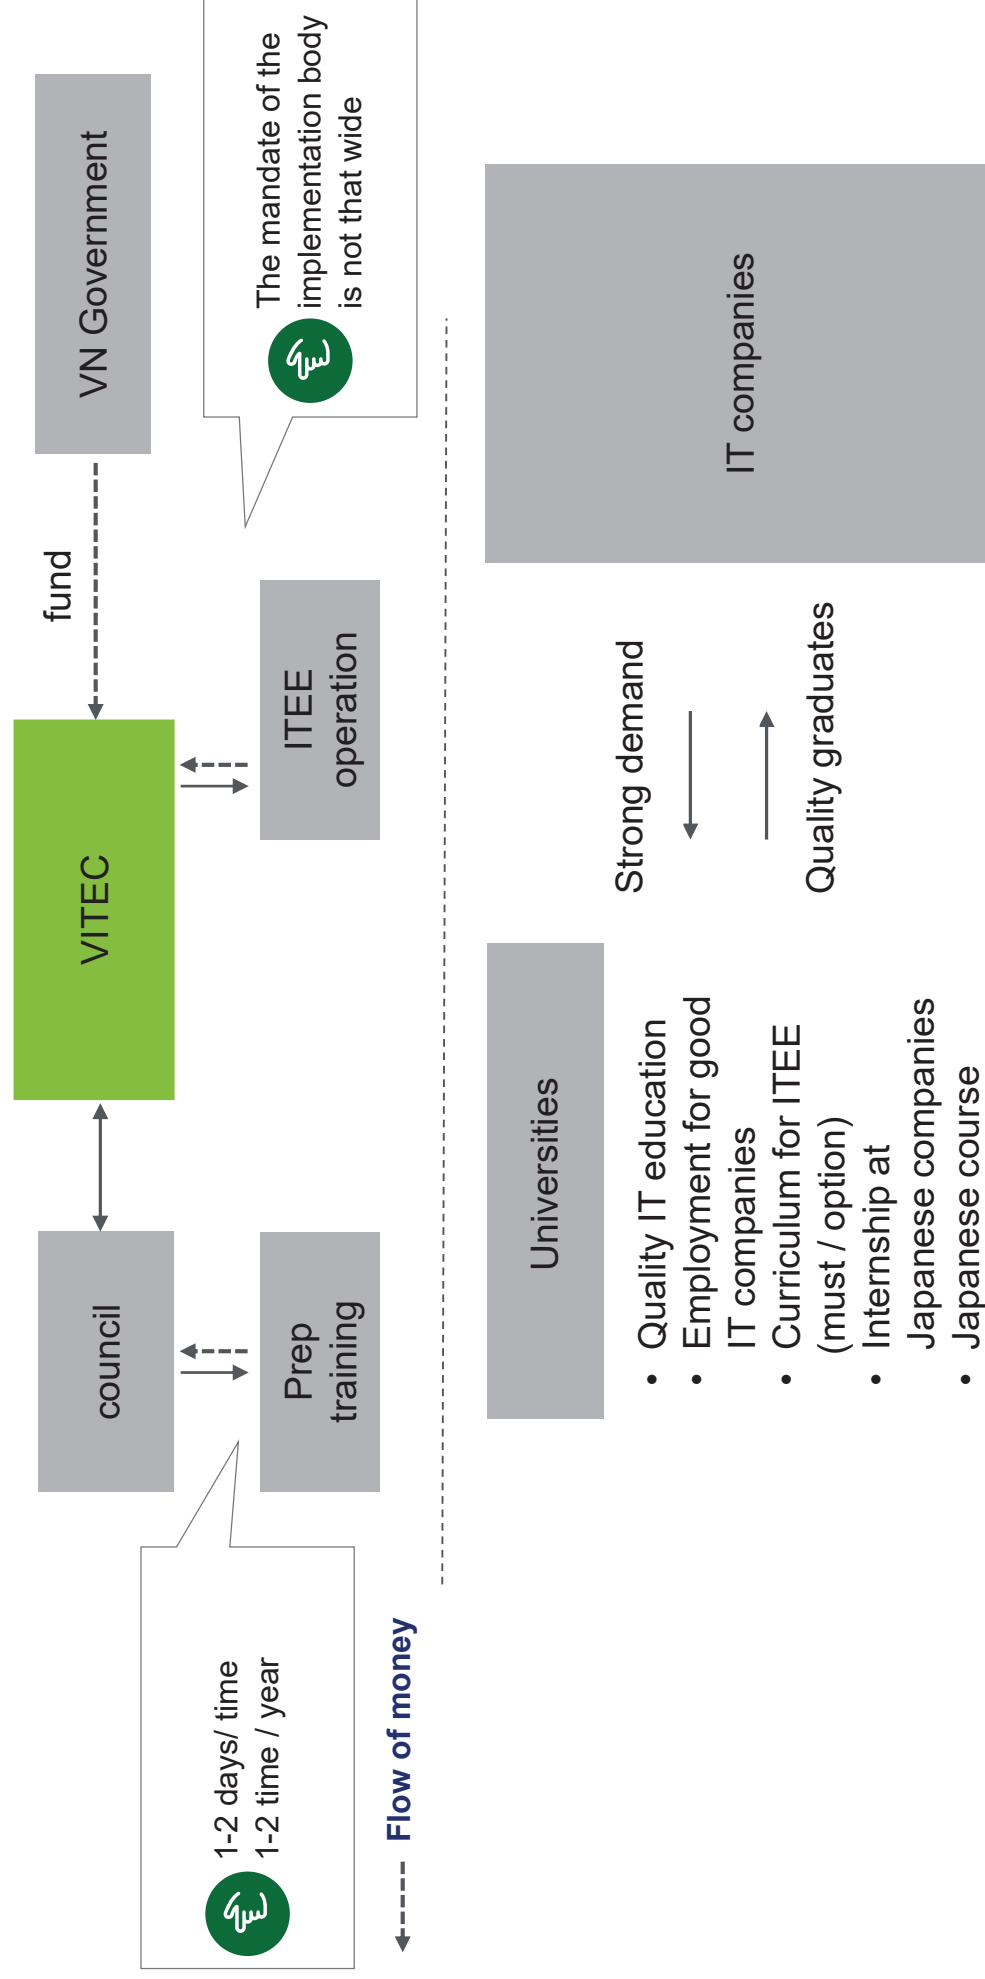 council
VITEC
fund
VN Government
1-2 days/ time
1-2 time / year
Prep
training
ITEE
operation
The mandate of the
implementation body
is not that wide
Flow of money
Universities
• Quality IT education
• Employment for good
IT companies
• Curriculum for ITEE
(must / option)
• Internship at
Japanese companies
• Japanese course
Strong demand
Quality graduates
IT companies